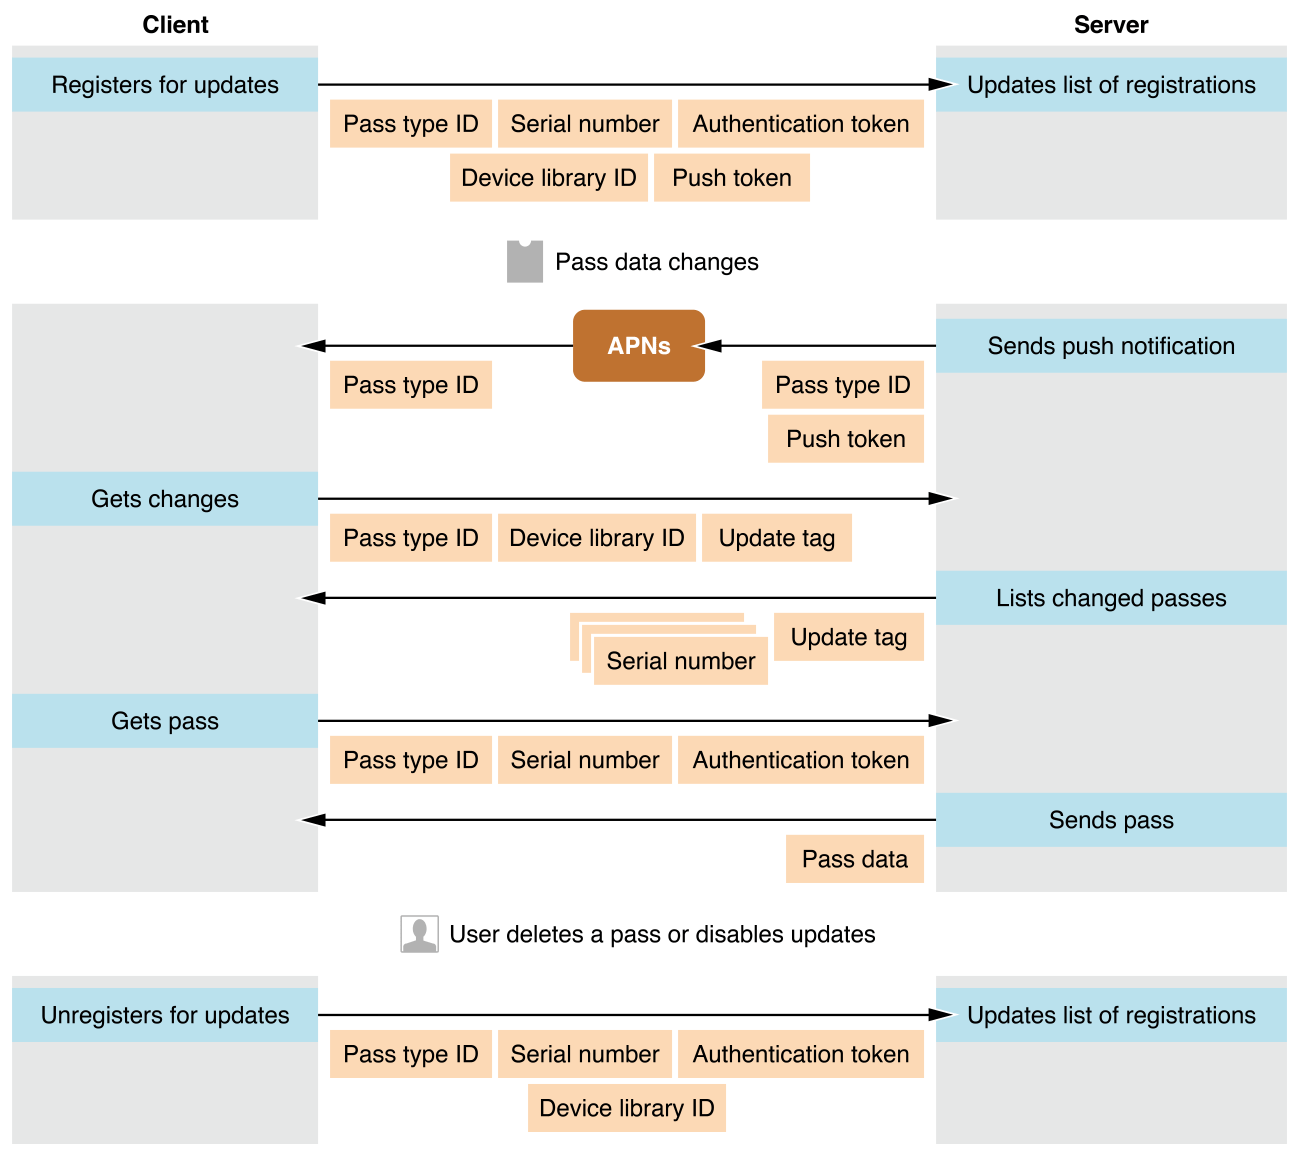 Client
Server
Registers for updates
Updates list of registrations
Pass type ID
Serial number
Authentication token
Device library ID
Push token
Pass data changes
APNs
Sends push notification
Pass type ID
Pass type ID
Push token
Gets changes
Pass type ID
Device library ID
Update tag
Lists changed passes
Update tag
Serial number
Gets pass
Pass type ID
Serial number
Authentication token
Sends pass
Pass data
User deletes a pass or disables updates
Unregisters for updates
Updates list of registrations
Pass type ID
Serial number
Authentication token
Device library ID